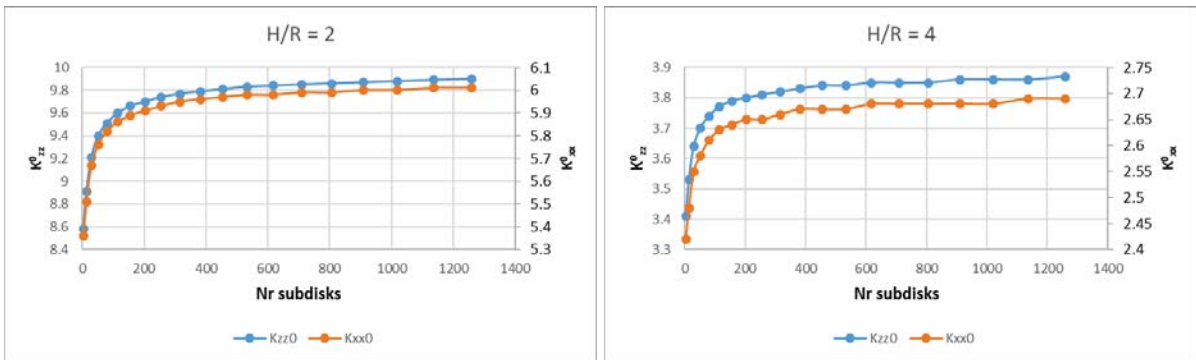 H/R = 2
10
9.8
9.6
9.4
9.2
9
8.8
8.6
8.4
K⁰zz
6.1
6
5.9
5.8
5.7
5.6
5.5
5.4
5.3
K⁰xx
0 200 400 600 800 1000 1200 1400
Nr subdisks
Kzz0 Kxx0
H/R = 4
3.9
3.8
3.7
3.6
3.5
3.4
3.3
K⁰zz
2.75
2.7
2.65
2.6
2.55
2.5
2.45
2.4
K⁰xx
0 200 400 600 800 1000 1200 1400
Nr subdisks
Kzz0 Kxx0